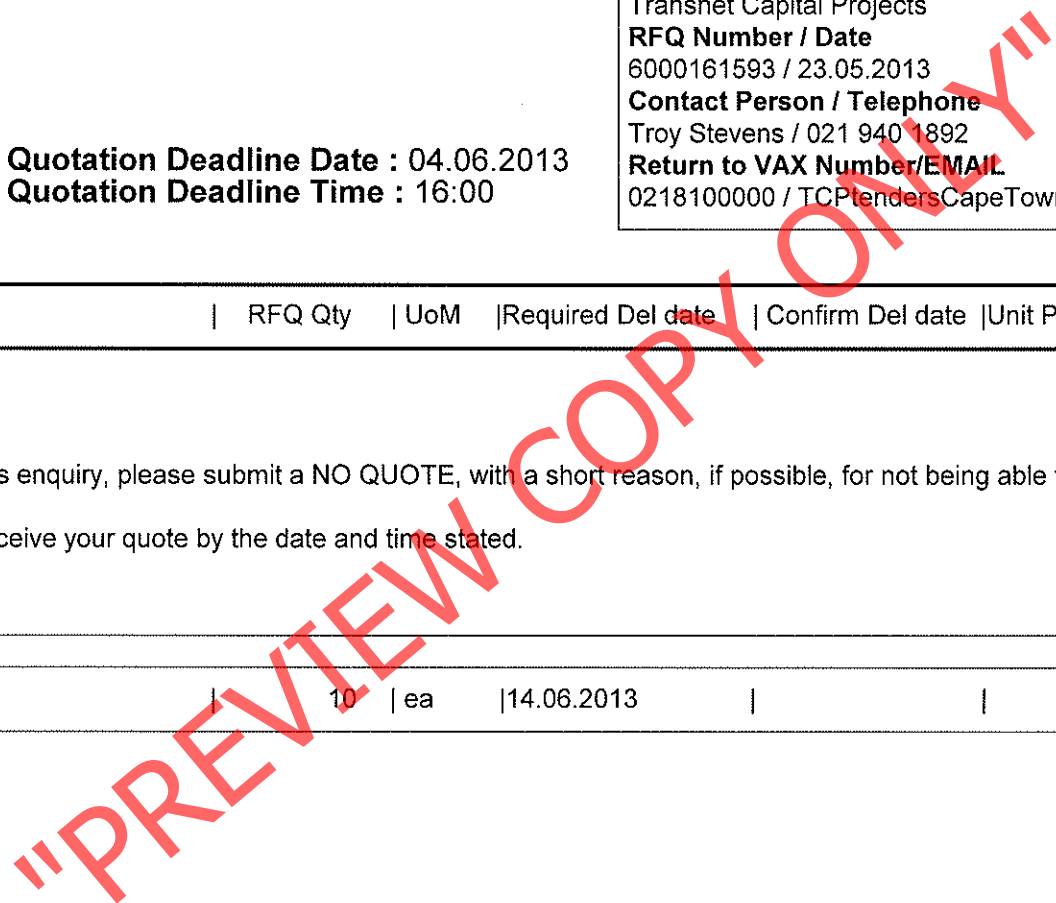 Transnet Capital Projects
RFQ Number / Date
6000161593 / 23.05.2013
Contact Person / Telephone
Troy Stevens / 021 940 1892
Return to VAX Number/EMAIL
0218100000 / TCPtendersCapeTow
Quotation Deadline Date : 04.06.2013
Quotation Deadline Time : 16:00
| RFQ Qty | UoM |Required Del date | Confirm Del date |Unit P
s enquiry, please submit a NO QUOTE, with a short reason, if possible, for not being able
ceive your quote by the date and time stated.
| 10 | ea |14.06.2013 | |
"PREVIEW COPY ONLY"